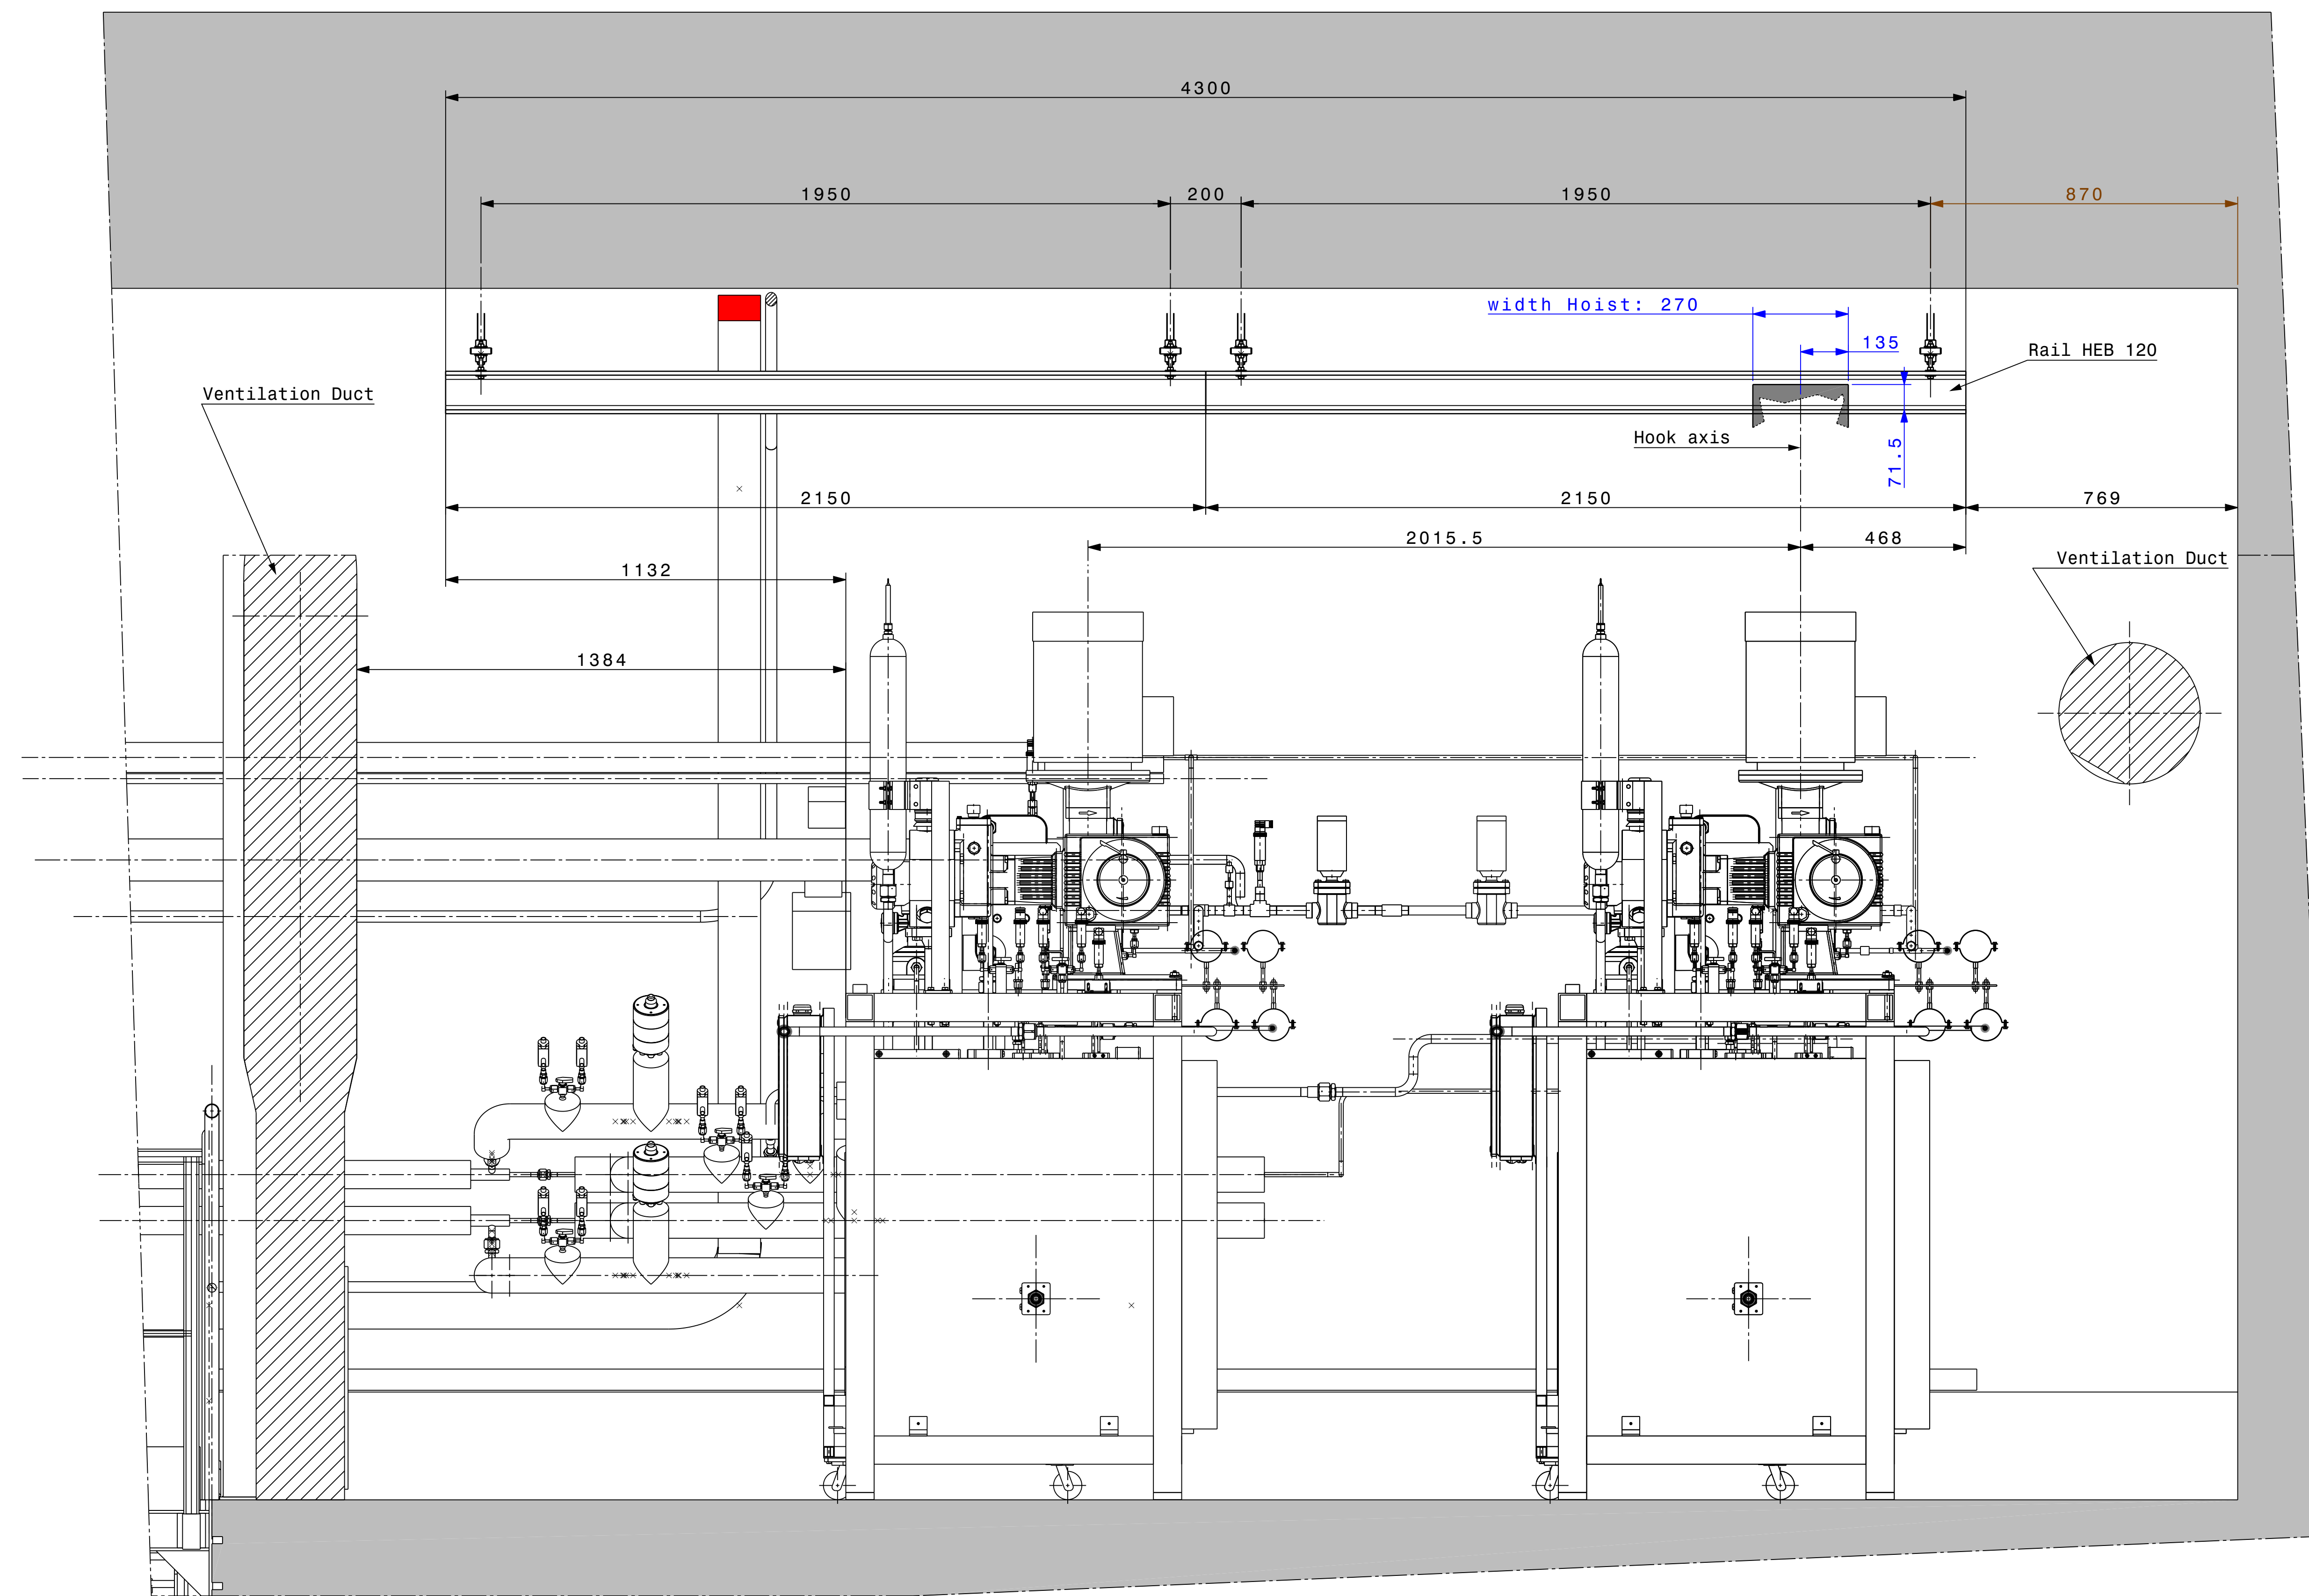 4300
1950
200
1950
870
width Hoist: 270
135
Rail HEB 120
Ventilation Duct
Hook axis
71.5
2150
2150
769
2015.5
468
Ventilation Duct
1132
1384